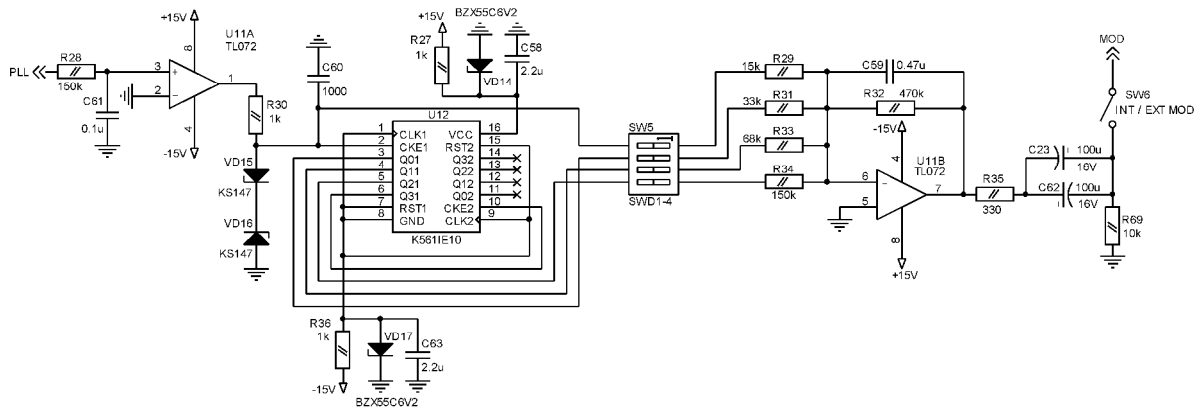 PLL
R28
150k
C61
0.1u
+15V
U11A
TL072
8
3
+
2
−
1
4
-15V
R30
1k
VD15
KS147
VD16
KS147
C60
1000
+15V
R27
1k
BZX55C6V2
VD14
C58
2.2u
U12
1 CLK1 VCC 16
2 CKE1 RST2 15
3 Q01 Q32 14
4 Q11 Q22 13
5 Q21 Q12 12
6 Q31 Q02 11
7 RST1 CKE2 10
8 GND CLK2 9
K561IE10
R36
1k
-15V
VD17
C63
2.2u
BZX55C6V2
SW5
1
SWD1-4
15k R29
33k R31
68k R33
R34
150k
C59 0.47u
R32 470k
-15V
4
U11B
TL072
6
−
5
+
7
8
+15V
R35
330
C23 100u
16V
C62 100u
16V
MOD
SW6
INT / EXT MOD
R69
10k